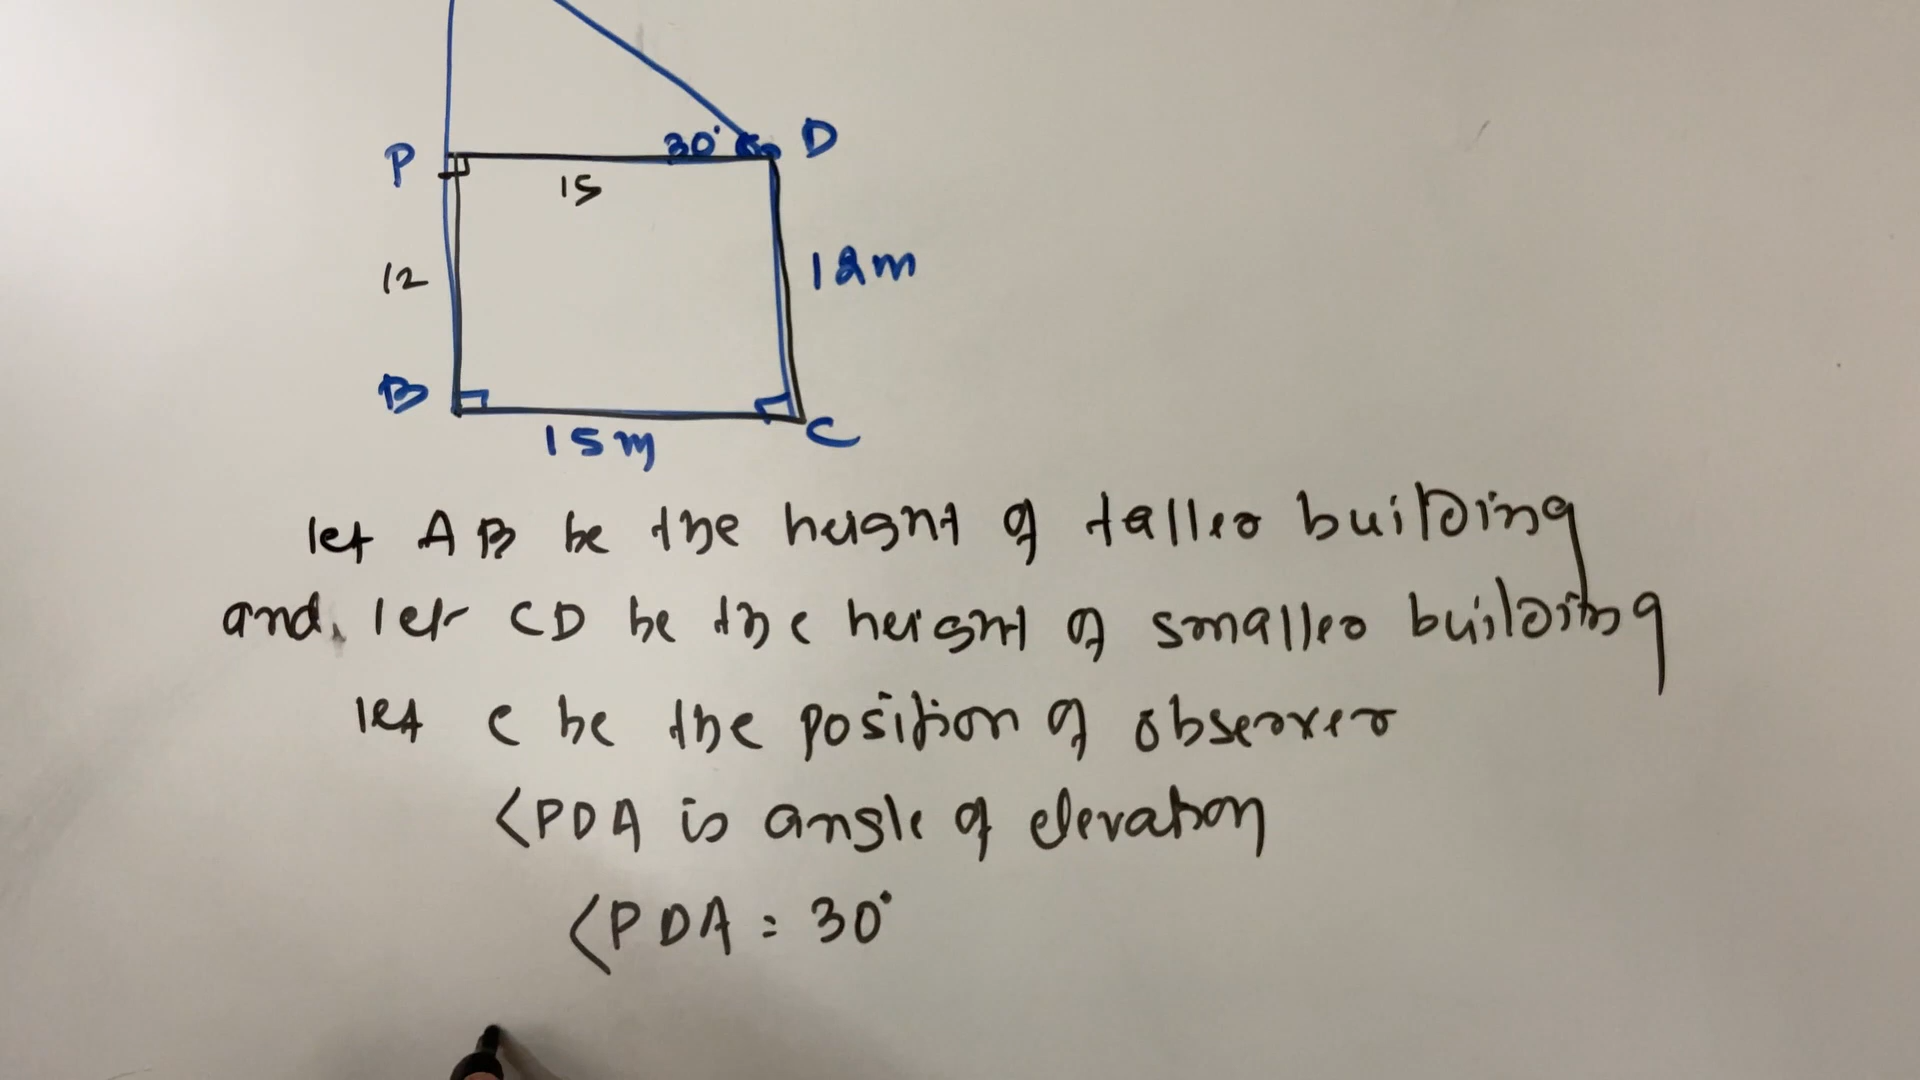 30° D
P
15
12
12m
B
C
15m
let AB be the height of taller building
and, let CD be the height of smaller building
let C be the position of observer
<PDA is angle of elevation
<PDA = 30°